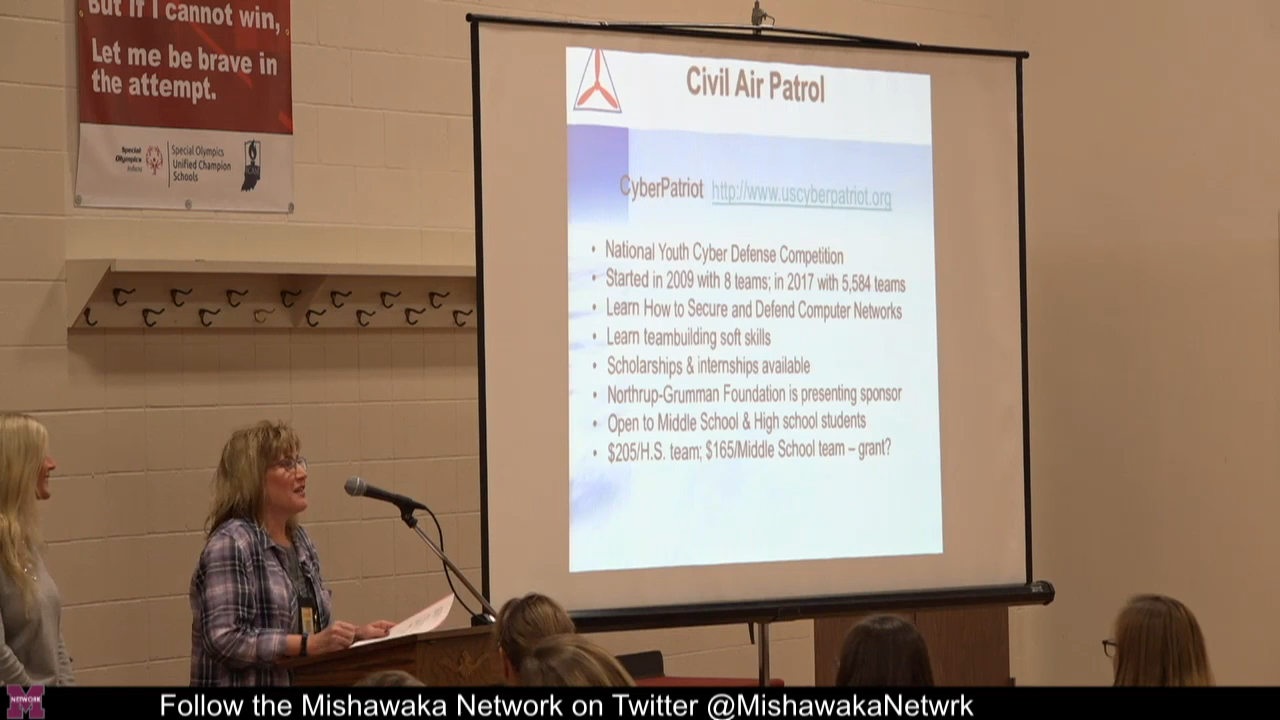 But if I cannot win,
Let me be brave in
the attempt.
Special
Olympics
Indiana
Special Olympics
Unified Champion
Schools
Civil Air Patrol
CyberPatriot http://www.uscyberpatriot.org
• National Youth Cyber Defense Competition
• Started in 2009 with 8 teams; in 2017 with 5,584 teams
• Learn How to Secure and Defend Computer Networks
• Learn teambuilding soft skills
• Scholarships & internships available
• Northrup-Grumman Foundation is presenting sponsor
• Open to Middle School & High school students
• $205/H.S. team; $165/Middle School team – grant?
M
NETWORK
Follow the Mishawaka Network on Twitter @MishawakaNetwrk